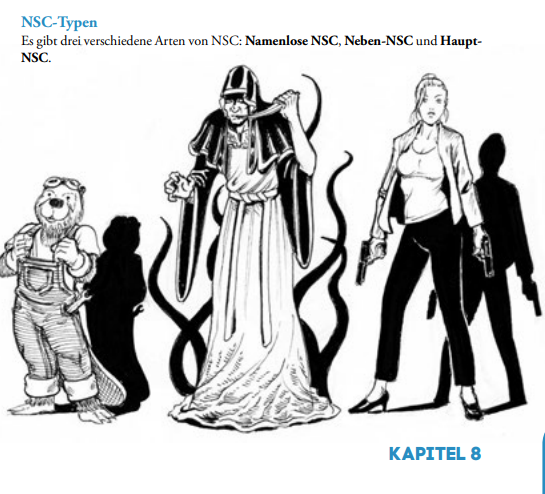 NSC-Typen
Es gibt drei verschiedene Arten von NSC: Namenlose NSC, Neben-NSC und Haupt-
NSC.
KAPITEL 8